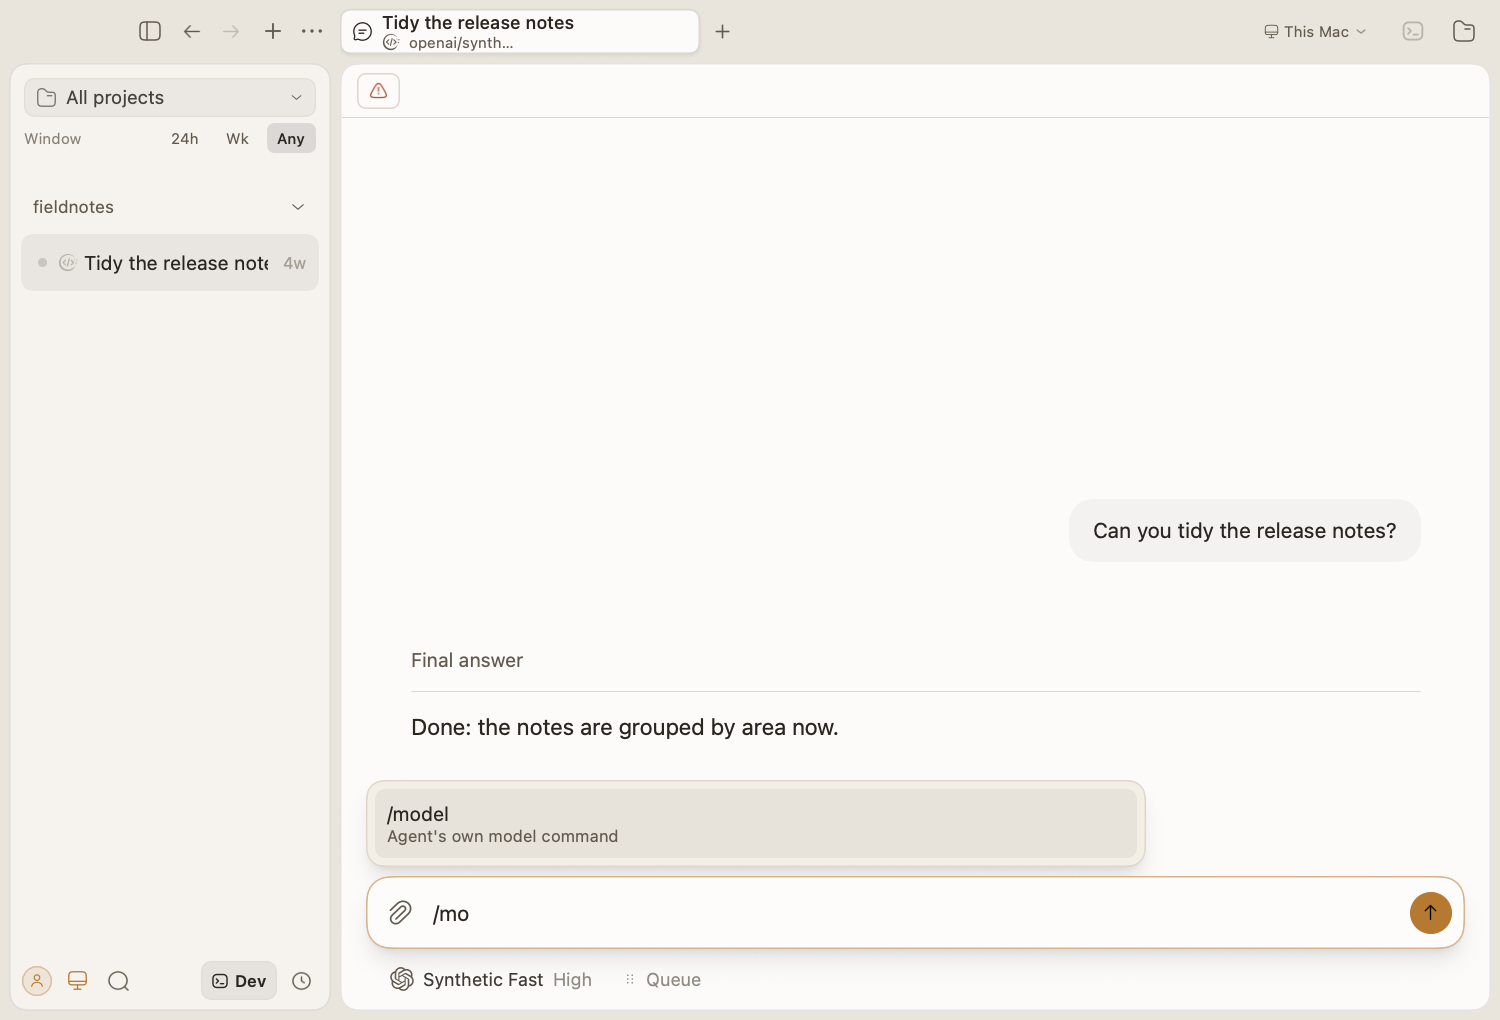 Tidy the release notes
openai/synth...
This Mac
All projects
Window
24h
Wk
Any
fieldnotes
Tidy the release note
4w
Can you tidy the release notes?
Final answer
Done: the notes are grouped by area now.
/model
Agent's own model command
/mo
Synthetic Fast
High
Queue
Dev